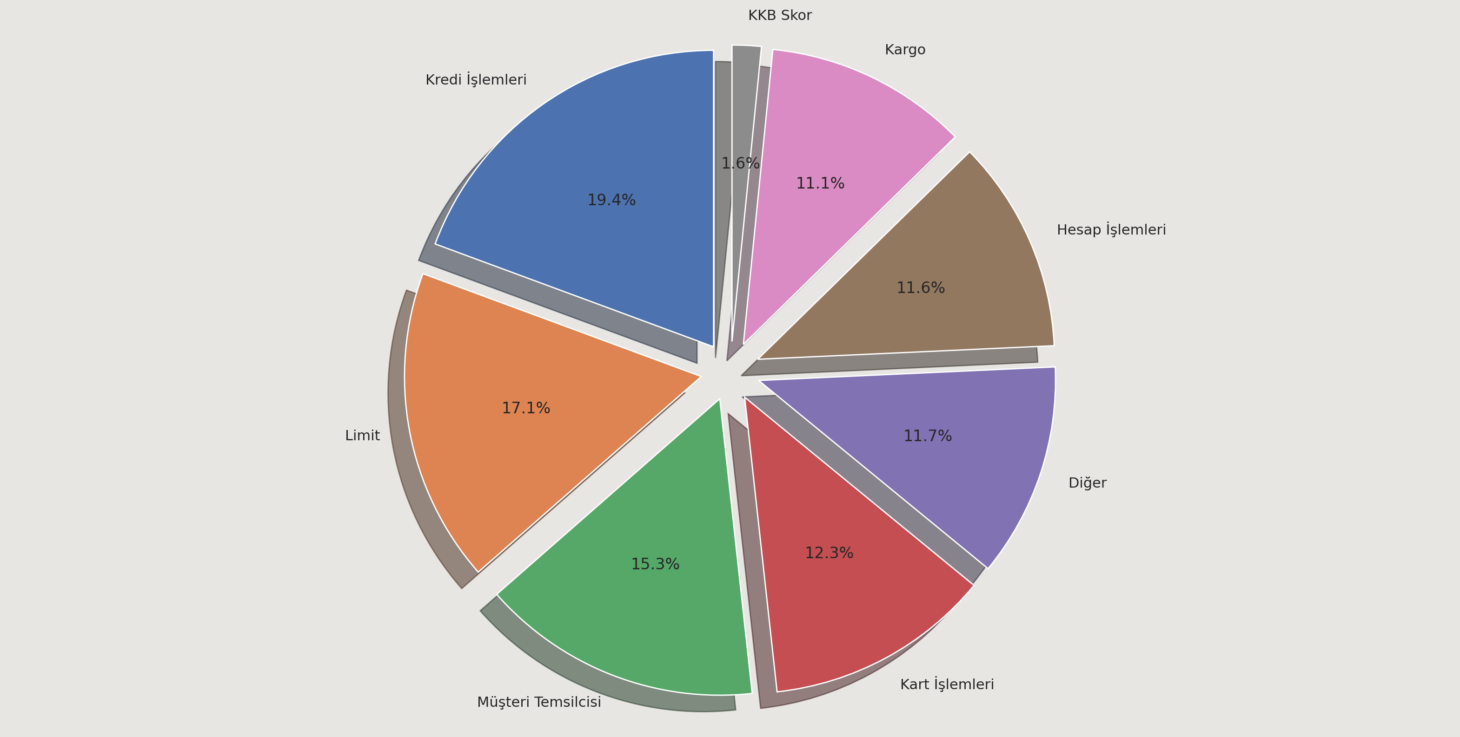 KKB Skor
Kargo
Kredi İşlemleri
1.6%
11.1%
19.4%
Hesap İşlemleri
11.6%
17.1%
Limit
11.7%
Diğer
12.3%
15.3%
Kart İşlemleri
Müşteri Temsilcisi